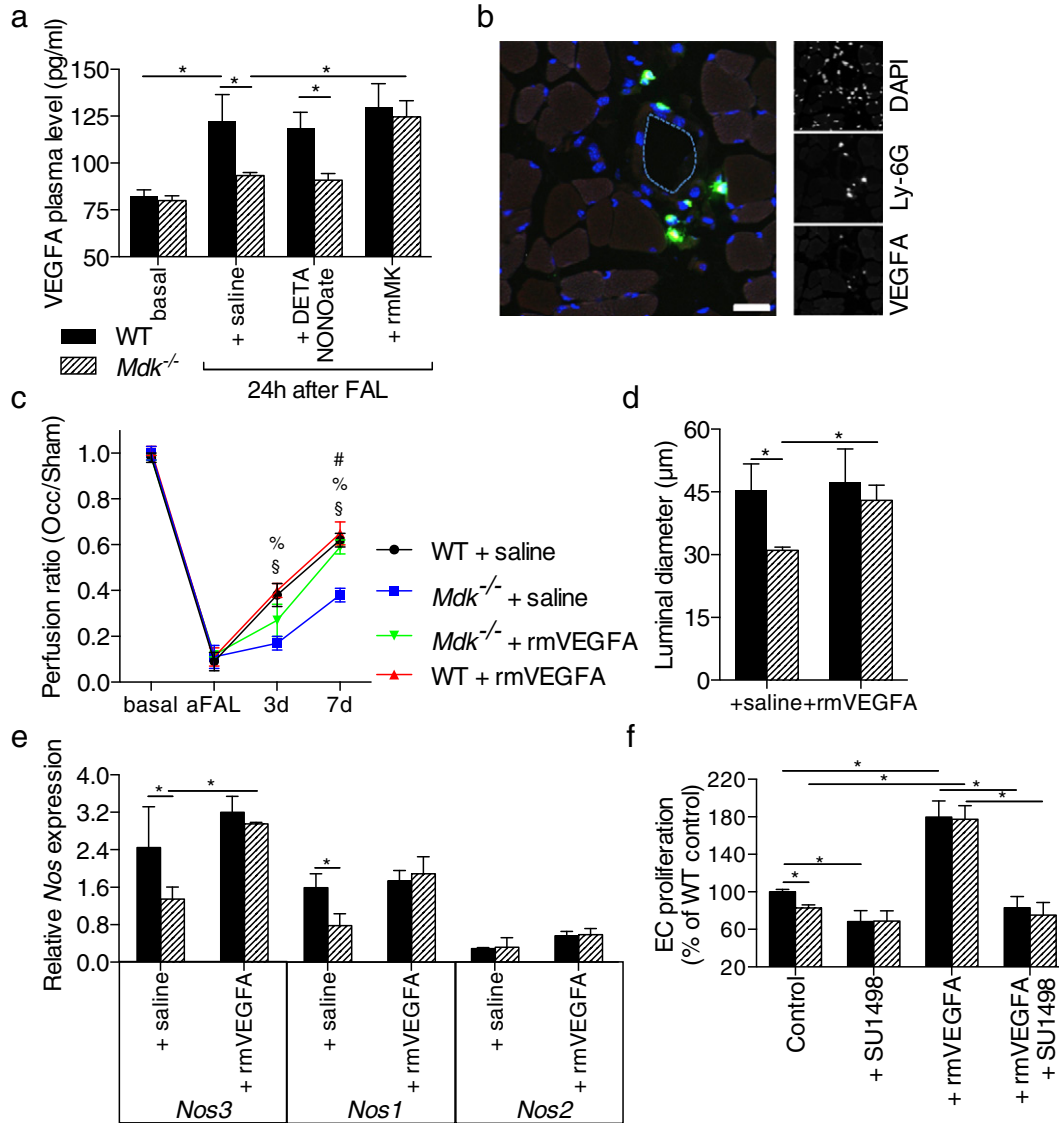 a
VEGFA plasma level (pg/ml)
150
125
100
75
50
*
*
*
*
basal
+ saline
+ DETA
NONOate
+ rmMK
WT
Mdk-/-
24h after FAL
b
DAPI
Ly-6G
VEGFA
c
Perfusion ratio (Occ/Sham)
1.0
0.8
0.6
0.4
0.2
0.0
basal
aFAL
3d
7d
%
§
#
%
§
WT + saline
Mdk-/- + saline
Mdk-/- + rmVEGFA
WT + rmVEGFA
d
Luminal diameter (µm)
60
45
30
15
0
*
*
+saline
+rmVEGFA
e
Relative Nos expression
4.0
3.2
2.4
1.6
0.8
0.0
*
*
*
+ saline
+ rmVEGFA
+ saline
+ rmVEGFA
+ saline
+ rmVEGFA
Nos3
Nos1
Nos2
f
EC proliferation
(% of WT control)
220
180
140
100
60
20
*
*
*
*
*
*
Control
+ SU1498
+ rmVEGFA
+ rmVEGFA
+ SU1498